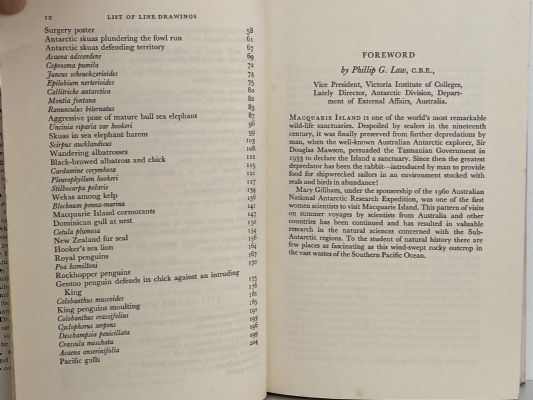 12 LIST OF LINE DRAWINGS
Surgery poster 58
Antarctic skuas plundering the fowl run 61
Antarctic skuas defending territory 67
Acaena adscendens 69
Coprosma pumila 72
Juncus scheuchzerioides 74
Epilobium nerterioides 75
Callitriche antarctica 80
Montia fontana 82
Ranunculus biternatus 83
Aggressive pose of mature bull sea elephant 87
Uncinia riparia var hookeri 96
Skuas in sea elephant harem 99
Scirpus aucklandicus 103
Wandering albatrosses 108
Black-browed albatross and chick 112
Cardamine corymbosa 115
Pleurophyllum hookeri 121
Stilbocarpa polaris 127
Wekas among kelp 134
Blechnum penna-marina 136
Macquarie Island cormorants 141
Dominican gull at nest 147
Cotula plumosa 152
New Zealand fur seal 154
Hooker's sea lion 156
Royal penguins 164
Poa hamiltoni 167
Rockhopper penguins 170
Gentoo penguin defends its chick against an intruding
King 175
Colobanthus muscoides 178
King penguins moulting 181
Colobanthus crassifolius 185
Cyclophorus serpens 191
Deschampsia penicillata 193
Crassula moschata 196
Acaena anserinifolia 198
Pacific gulls 204
FOREWORD
by Phillip G. Law, C.B.E.,
Vice President, Victoria Institute of Colleges,
Lately Director, Antarctic Division, Depart-
ment of External Affairs, Australia.
MACQUARIE ISLAND is one of the world's most remarkable
wild-life sanctuaries. Despoiled by sealers in the nineteenth
century, it was finally preserved from further depredations by
man, when the well-known Australian Antarctic explorer, Sir
Douglas Mawson, persuaded the Tasmanian Government in
1933 to declare the Island a sanctuary. Since then the greatest
depredator has been the rabbit—introduced by man to provide
food for shipwrecked sailors in an environment stocked with
seals and birds in abundance!
Mary Gillham, under the sponsorship of the 1960 Australian
National Antarctic Research Expedition, was one of the first
women scientists to visit Macquarie Island. This pattern of visits
on summer voyages by scientists from Australia and other
countries has been continued and has resulted in valuable
research in the natural sciences concerned with the Sub-
Antarctic regions. To the student of natural history there are
few places as fascinating as this wind-swept rocky outcrop in
the vast wastes of the Southern Pacific Ocean.